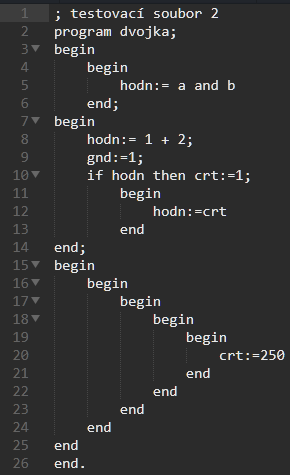 1 ; testovací soubor 2
2 program dvojka;
3 begin
4 begin
5 hodn:= a and b
6 end;
7 begin
8 hodn:= 1 + 2;
9 gnd:=1;
10 if hodn then crt:=1;
11 begin
12 hodn:=crt
13 end
14 end;
15 begin
16 begin
17 begin
18 begin
19 begin
20 crt:=250
21 end
22 end
23 end
24 end
25 end
26 end.